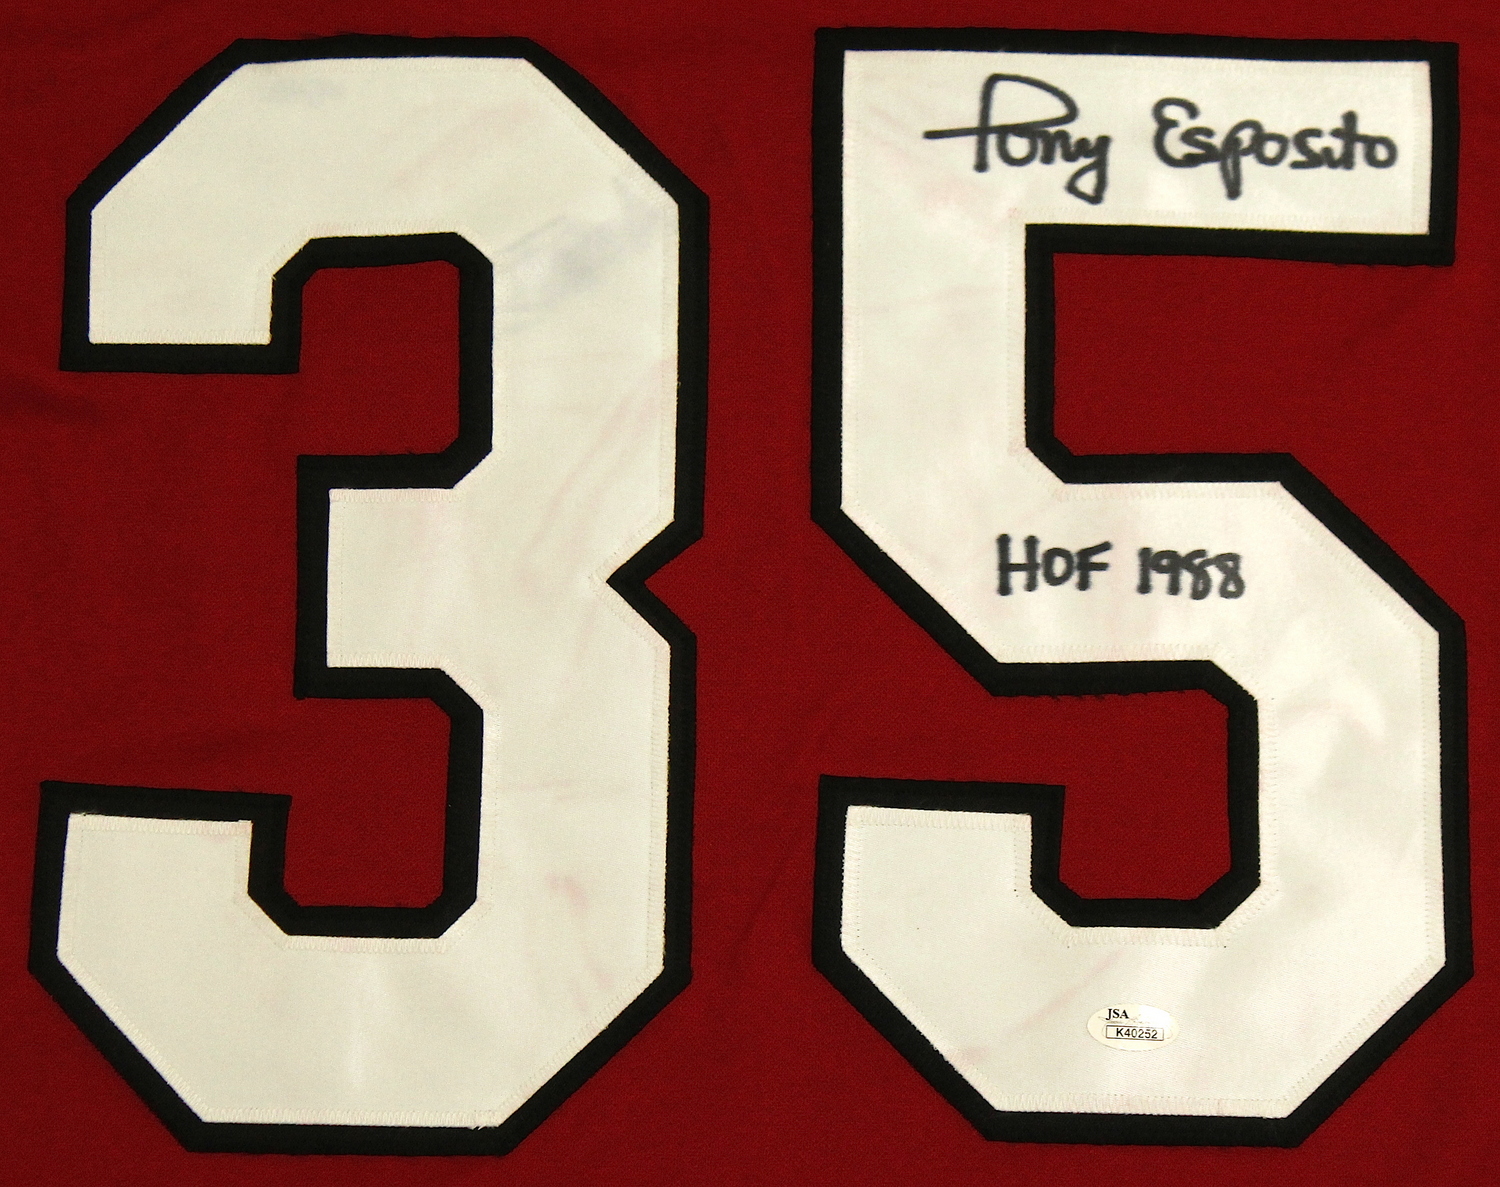 35
Tony Esposito
HOF 1988
JSA
K40252